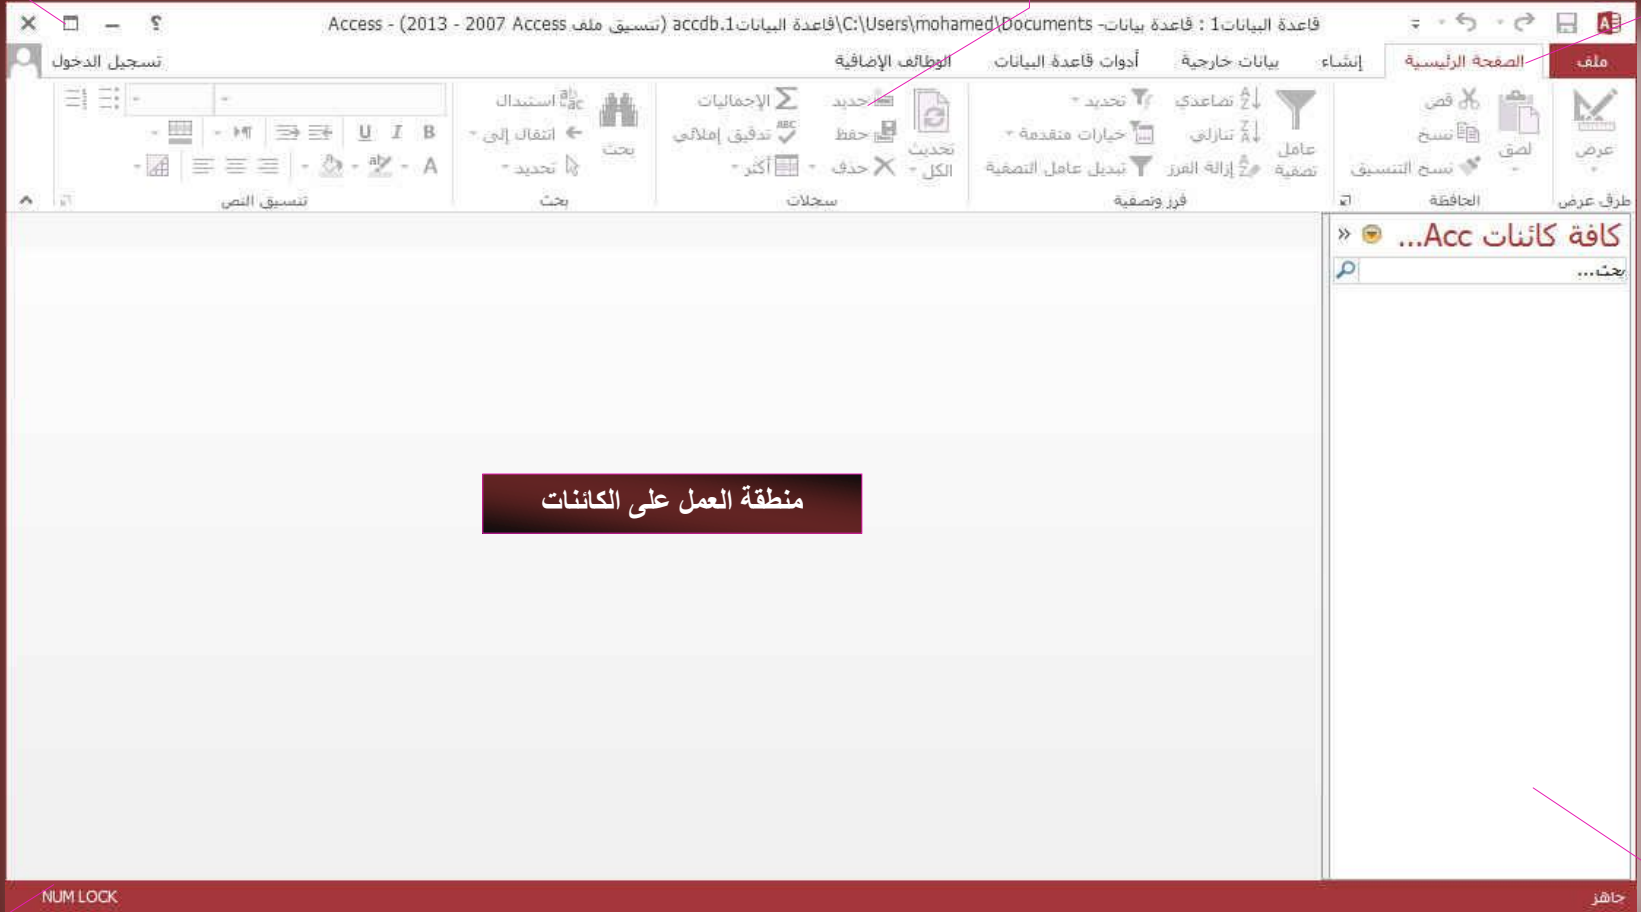 قاعدة البيانات1 : قاعدة بيانات- C:\Users\mohamed\Documents\قاعدة البيانات1.accdb (تنسيق ملف Access 2007 - 2013) - Access
ملف الصفحة الرئيسية إنشاء بيانات خارجية أدوات قاعدة البيانات الوظائف الإضافية تسجيل الدخول
عرض
طرق عرض
لصق
قص
نسخ
نسخ التنسيق
الحافظة
عامل تصفية
تصاعدي
تنازلي
إزالة الفرز
تحديد
خيارات متقدمة
تبديل عامل التصفية
فرز وتصفية
تحديث الكل
جديد
حفظ
حذف
الإجماليات
تدقيق إملائي
أكثر
سجلات
بحث
استبدال
انتقال إلى
تحديد
بحث
B I U
A
تنسيق النص
كافة كائنات Acc...
بحث...
منطقة العمل على الكائنات
جاهز
NUM LOCK